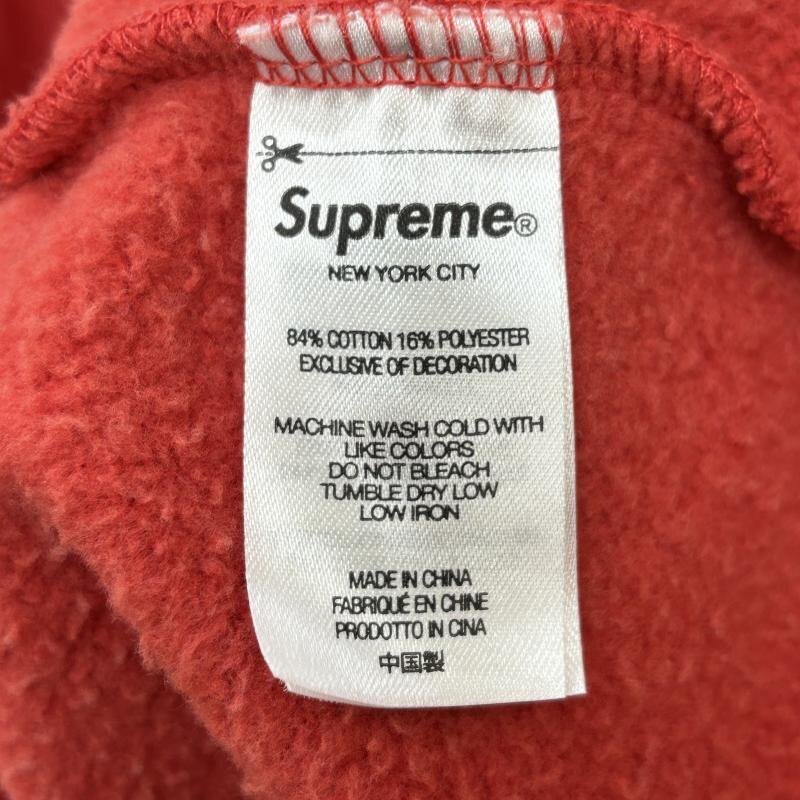 Supreme®
NEW YORK CITY
84% COTTON 16% POLYESTER
EXCLUSIVE OF DECORATION
MACHINE WASH COLD WITH
LIKE COLORS
DO NOT BLEACH
TUMBLE DRY LOW
LOW IRON
MADE IN CHINA
FABRIQUÉ EN CHINE
PRODOTTO IN CINA
中国製